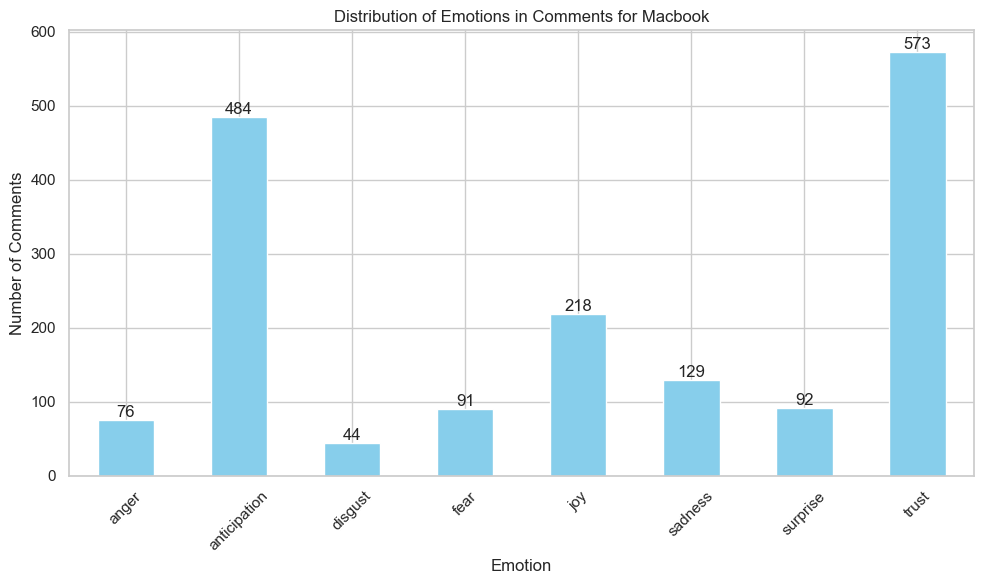 Distribution of Emotions in Comments for Macbook
Number of Comments
600
500
400
300
200
100
0
76
484
44
91
218
129
92
573
anger
anticipation
disgust
fear
joy
sadness
surprise
trust
Emotion